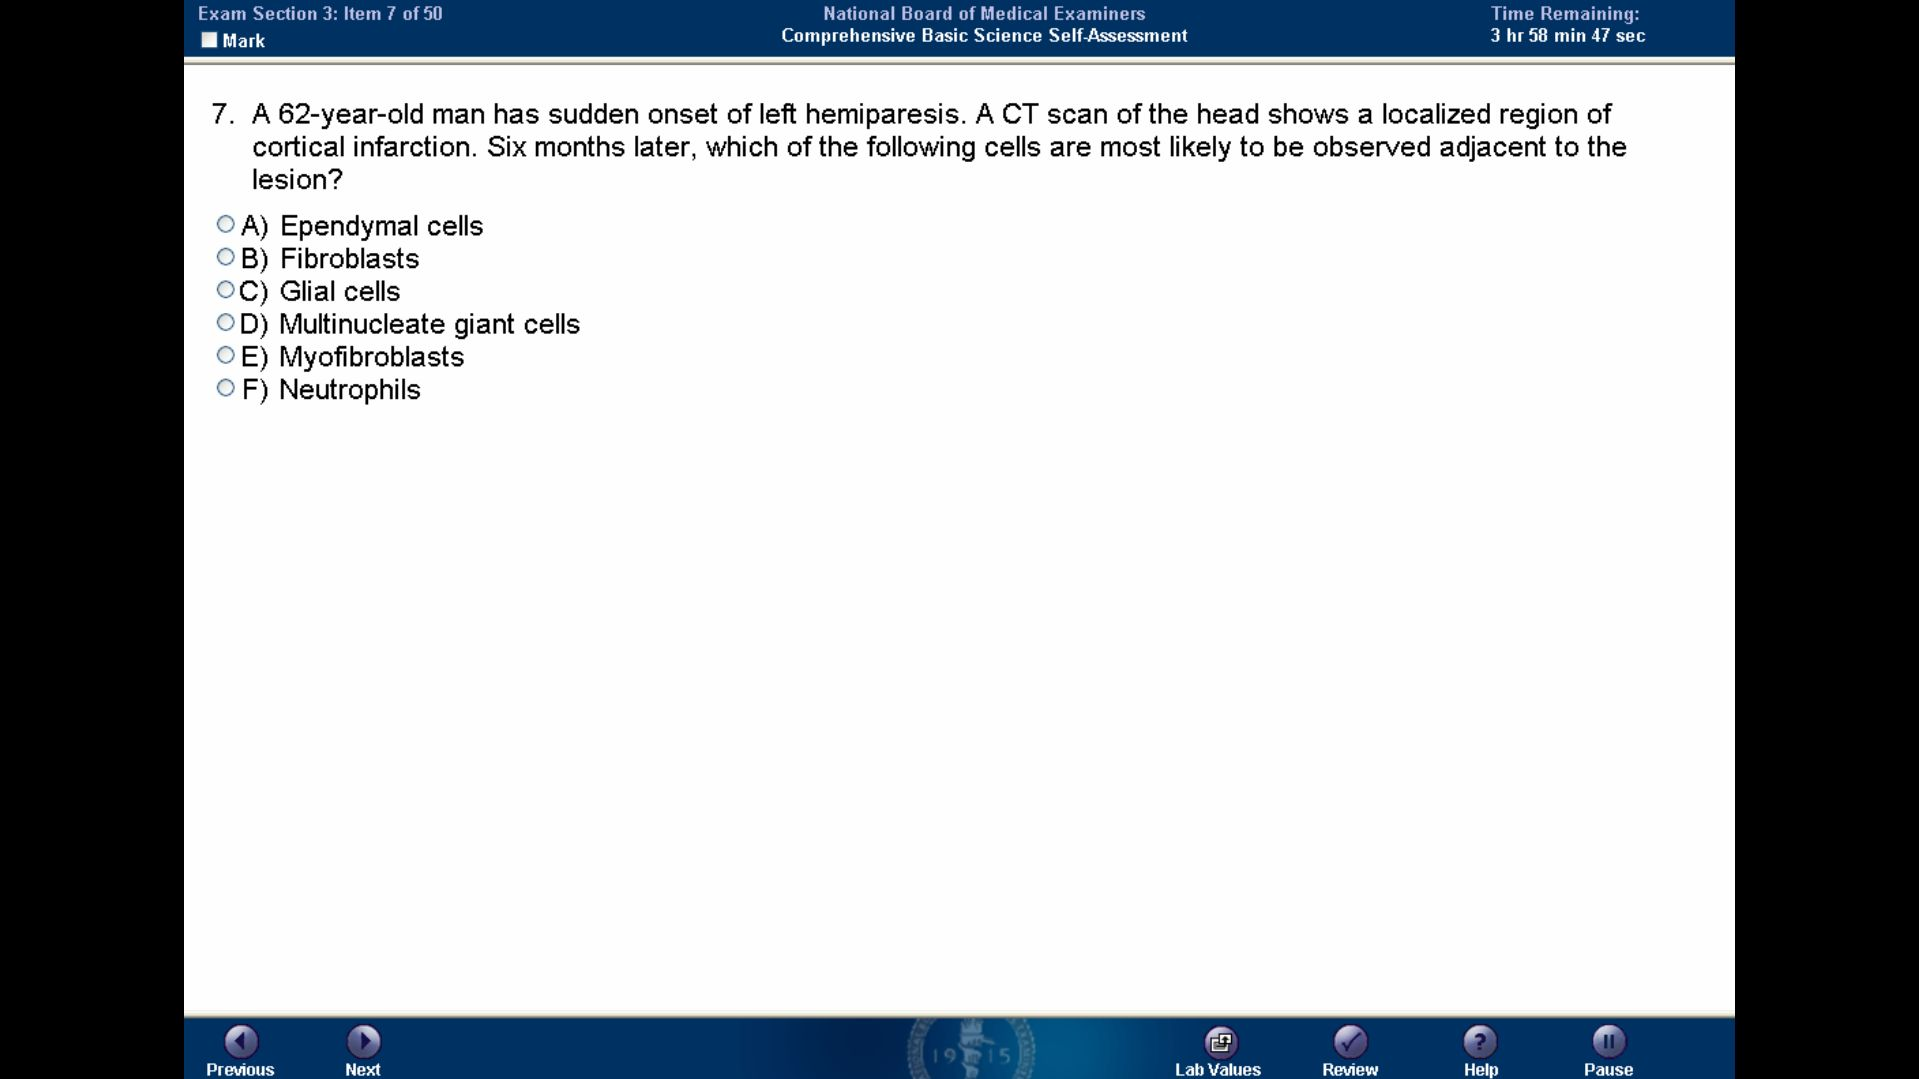 Exam Section 3: Item 7 of 50
National Board of Medical Examiners
Time Remaining:
Mark
Comprehensive Basic Science Self-Assessment
3 hr 58 min 47 sec
7. A 62-year-old man has sudden onset of left hemiparesis. A CT scan of the head shows a localized region of
cortical infarction. Six months later, which of the following cells are most likely to be observed adjacent to the
lesion?
A) Ependymal cells
B) Fibroblasts
C) Glial cells
D) Multinucleate giant cells
E) Myofibroblasts
F) Neutrophils
19 15
Previous
Next
Lab Values
Review
Help
Pause